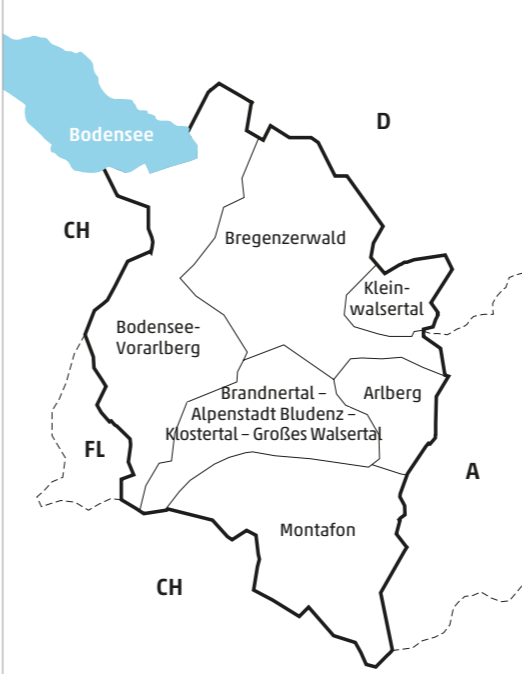 Bodensee
D
CH
Bregenzerwald
Klein-
walsertal
Bodensee-
Vorarlberg
Brandnertal –
Alpenstadt Bludenz –
Klostertal – Großes Walsertal
Arlberg
FL
A
Montafon
CH